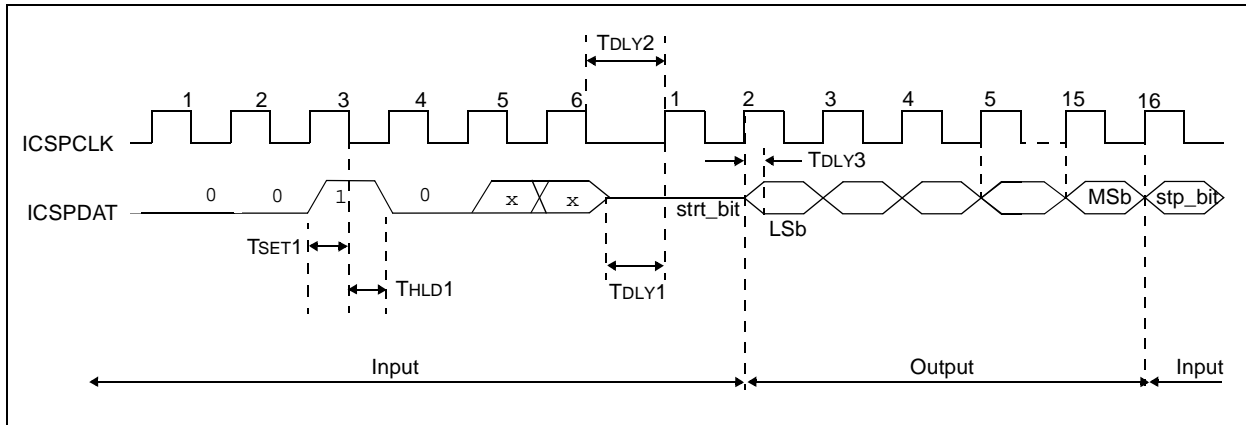 TDLY2
1 2 3 4 5 6 1 2 3 4 5 15 16
ICSPCLK
TDLY3
ICSPDAT 0 0 1 0 x x strt_bit MSb stp_bit
LSb
TSET1
THLD1 TDLY1
Input Output Input